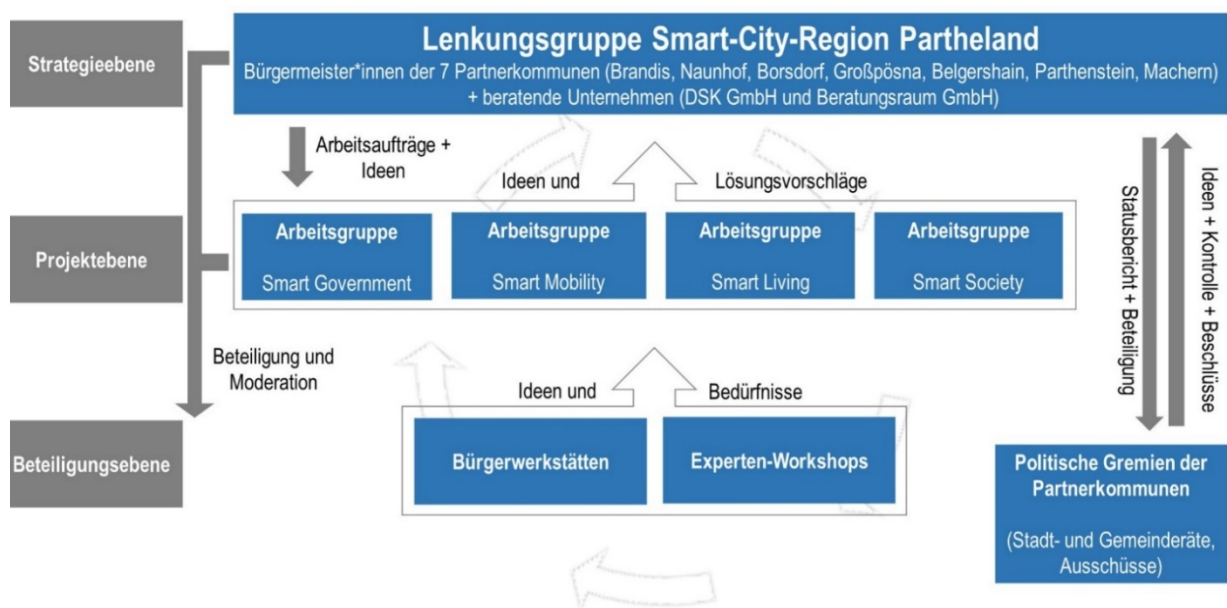 Strategieebene
Lenkungsgruppe Smart-City-Region Partheland
Bürgermeister*innen der 7 Partnerkommunen (Brandis, Naunhof, Borsdorf, Großpösna, Belgershain, Parthenstein, Machern)
+ beratende Unternehmen (DSK GmbH und Beratungsraum GmbH)
Arbeitsaufträge +
Ideen
Ideen und
Lösungsvorschläge
Projektebene
Arbeitsgruppe
Smart Government
Arbeitsgruppe
Smart Mobility
Arbeitsgruppe
Smart Living
Arbeitsgruppe
Smart Society
Statusbericht + Beteiligung
Ideen + Kontrolle + Beschlüsse
Beteiligung und
Moderation
Ideen und
Bedürfnisse
Beteiligungsebene
Bürgerwerkstätten
Experten-Workshops
Politische Gremien der
Partnerkommunen
(Stadt- und Gemeinderäte,
Ausschüsse)